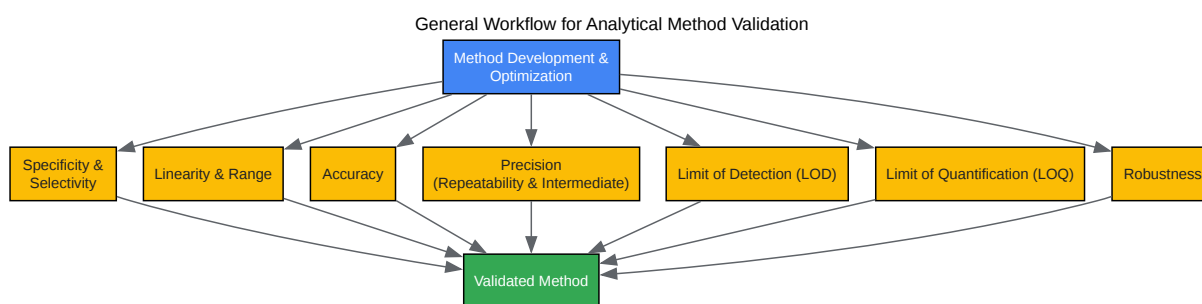 General Workflow for Analytical Method Validation
Method Development &
Optimization
Specificity &
Selectivity
Linearity & Range
Accuracy
Precision
(Repeatability & Intermediate)
Limit of Detection (LOD)
Limit of Quantification (LOQ)
Robustness
Validated Method